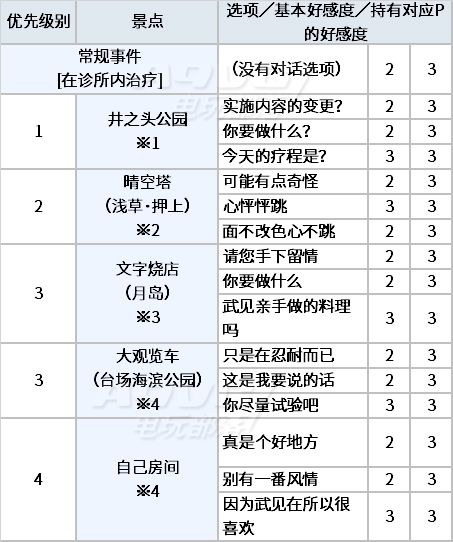 优先级别 景点 选项／基本好感度／持有对应P的好感度
常规事件
[在诊所内治疗] （没有对话选项） 2 3
1 井之头公园
※1 实施内容的变更? 2 3
你要做什么? 2 3
今天的疗程是? 3 3
2 晴空塔
（浅草·押上）
※2 可能有点奇怪 2 3
心怦怦跳 3 3
面不改色心不跳 2 3
3 文字烧店
（月岛）
※3 请您手下留情 2 3
你要做什么 2 3
武见亲手做的料理吗 3 3
3 大观览车
（台场海滨公园）
※4 只是在忍耐而已 2 3
这是我要说的话 2 3
你尽量试验吧 3 3
4 自己房间
※4 真是个好地方 2 3
别有一番风情 2 3
因为武见在所以很喜欢 3 3
电玩部落